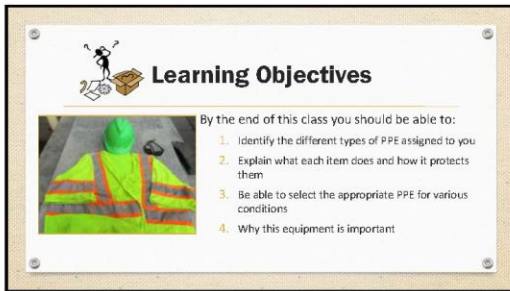 Learning Objectives
By the end of this class you should be able to:
1. Identify the different types of PPE assigned to you
2. Explain what each item does and how it protects
them
3. Be able to select the appropriate PPE for various
conditions
4. Why this equipment is important